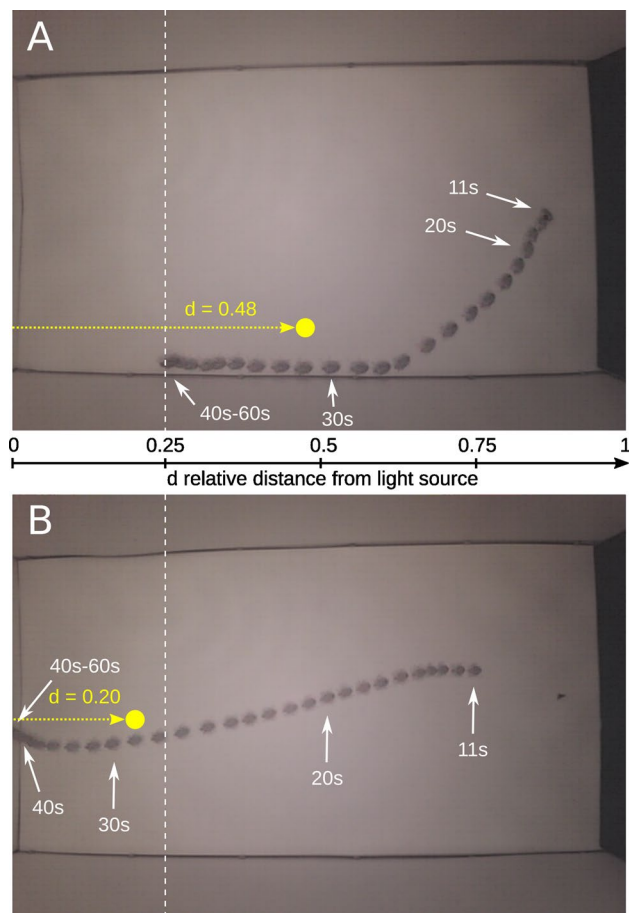 A
11s
20s
d = 0.48
40s-60s
30s
0 0.25 0.5 0.75 1
d relative distance from light source
B
40s-60s
d = 0.20
40s
30s
20s
11s